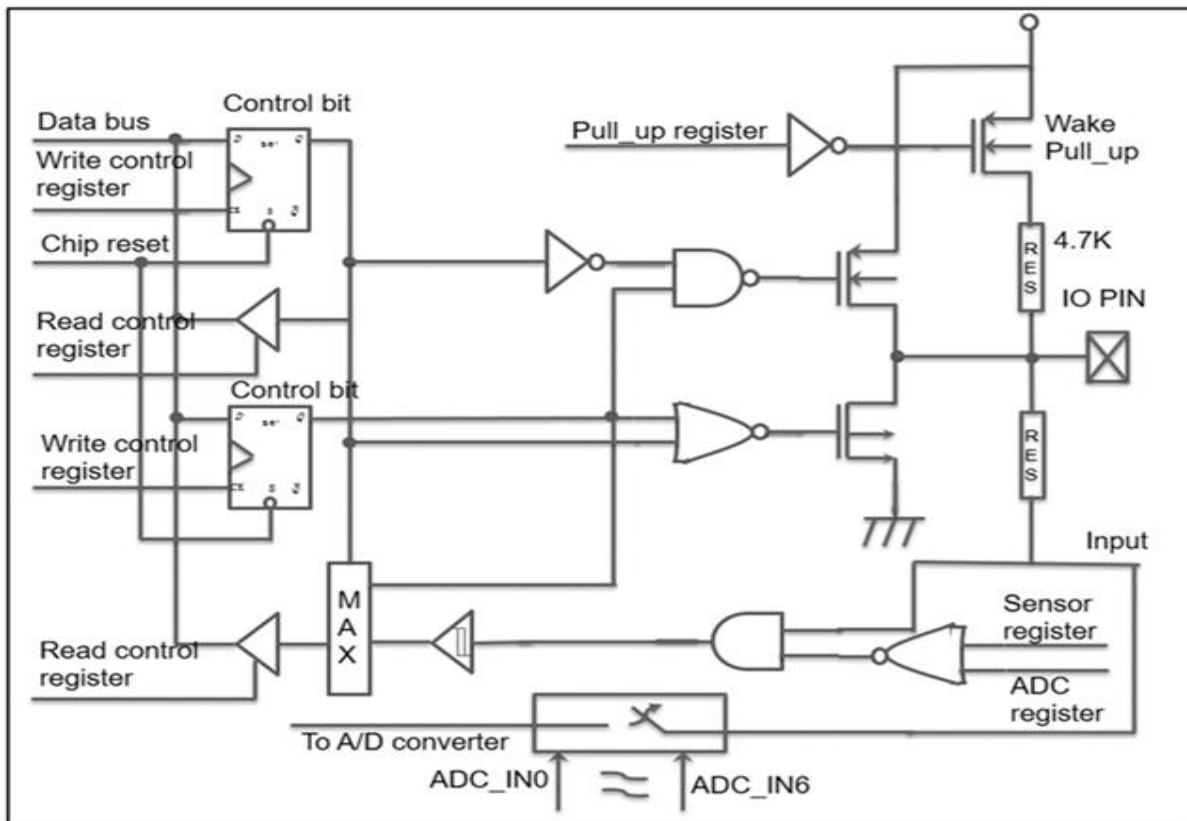 Control bit
Data bus
Write control
register
Chip reset
Read control
register
Control bit
Write control
register
Read control
register
Pull_up register
Wake
Pull_up
4.7K
RES
IO PIN
RES
Input
Sensor
register
ADC
register
MAX
To A/D converter
ADC_IN0
ADC_IN6